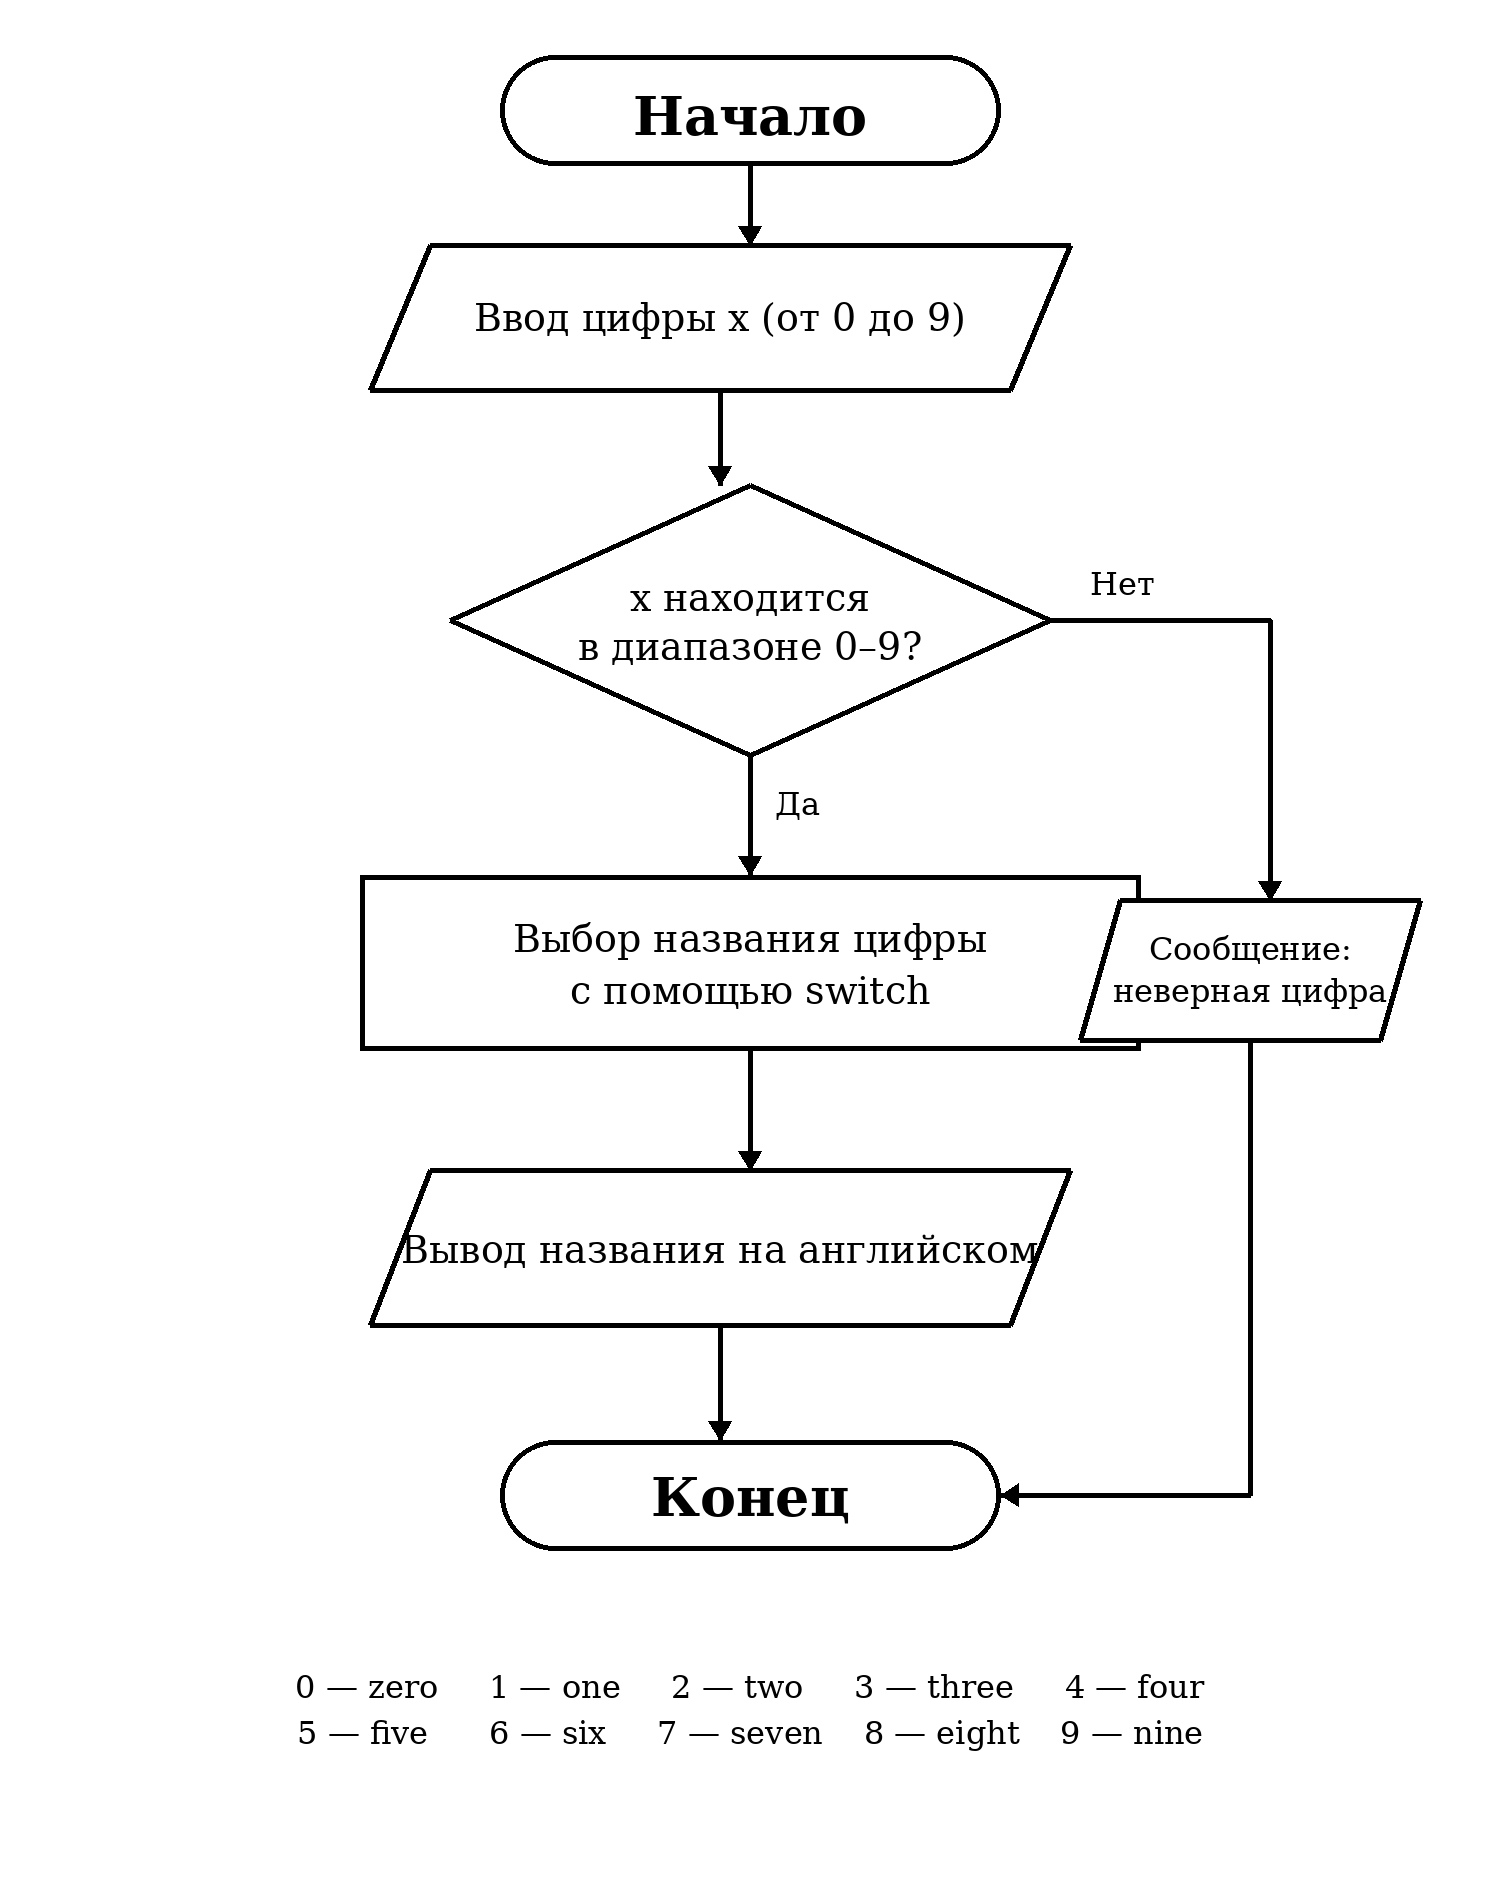 Начало
Ввод цифры x (от 0 до 9)
x находится
в диапазоне 0–9?
Нет
Да
Выбор названия цифры
с помощью switch
Сообщение:
неверная цифра
Вывод названия на английском
Конец
0 — zero 1 — one 2 — two 3 — three 4 — four
5 — five 6 — six 7 — seven 8 — eight 9 — nine